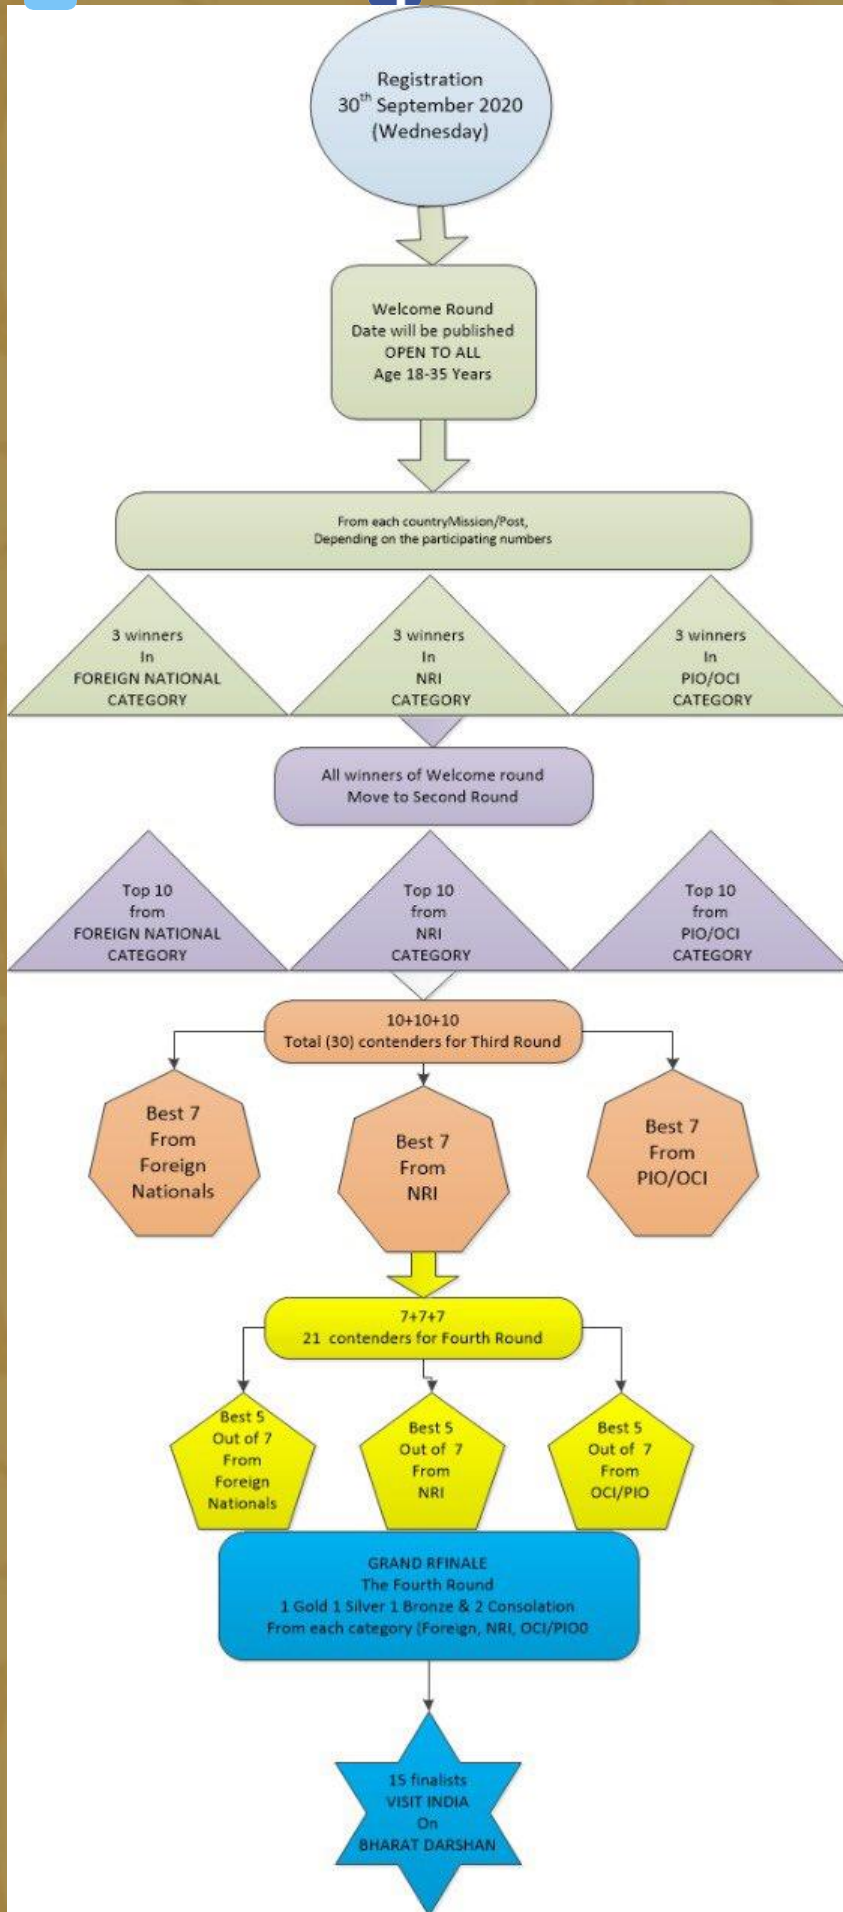 Registration
30th September 2020
(Wednesday)
Welcome Round
Date will be published
OPEN TO ALL
Age 18-35 Years
From each countryMission/Post,
Depending on the participating numbers
3 winners
In
FOREIGN NATIONAL
CATEGORY
3 winners
In
NRI
CATEGORY
3 winners
In
PIO/OCI
CATEGORY
All winners of Welcome round
Move to Second Round
Top 10
from
FOREIGN NATIONAL
CATEGORY
Top 10
from
NRI
CATEGORY
Top 10
from
PIO/OCI
CATEGORY
10+10+10
Total (30) contenders for Third Round
Best 7
From
Foreign
Nationals
Best 7
From
NRI
Best 7
From
PIO/OCI
7+7+7
21 contenders for Fourth Round
Best 5
Out of 7
From
Foreign
Nationals
Best 5
Out of 7
From
NRI
Best 5
Out of 7
From
OCI/PIO
GRAND RFINALE
The Fourth Round
1 Gold 1 Silver 1 Bronze & 2 Consolation
From each category (Foreign, NRI, OCI/PIO0
15 finalists
VISIT INDIA
On
BHARAT DARSHAN